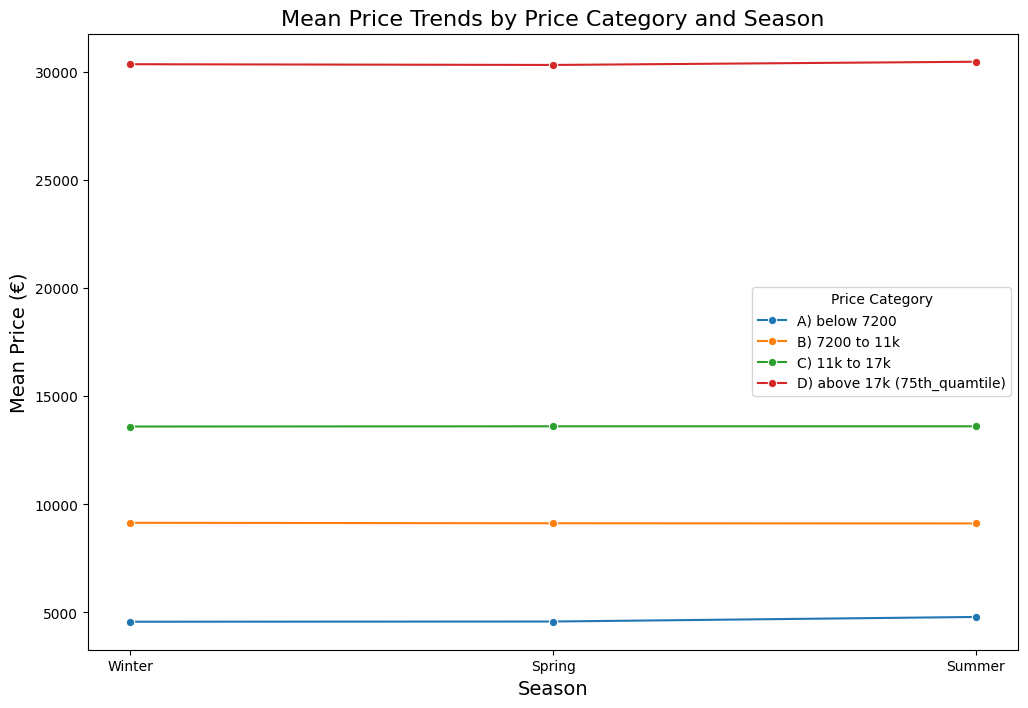 Mean Price Trends by Price Category and Season
30000
25000
20000
15000
10000
5000
Mean Price (€)
Price Category
A) below 7200
B) 7200 to 11k
C) 11k to 17k
D) above 17k (75th_quamtile)
Winter
Spring
Summer
Season